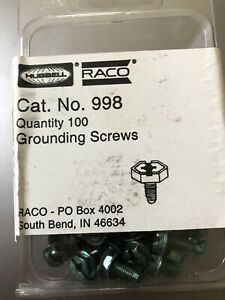 HUBBELL RACO
Cat. No. 998
Quantity 100
Grounding Screws
RACO - PO Box 4002
South Bend, IN 46634